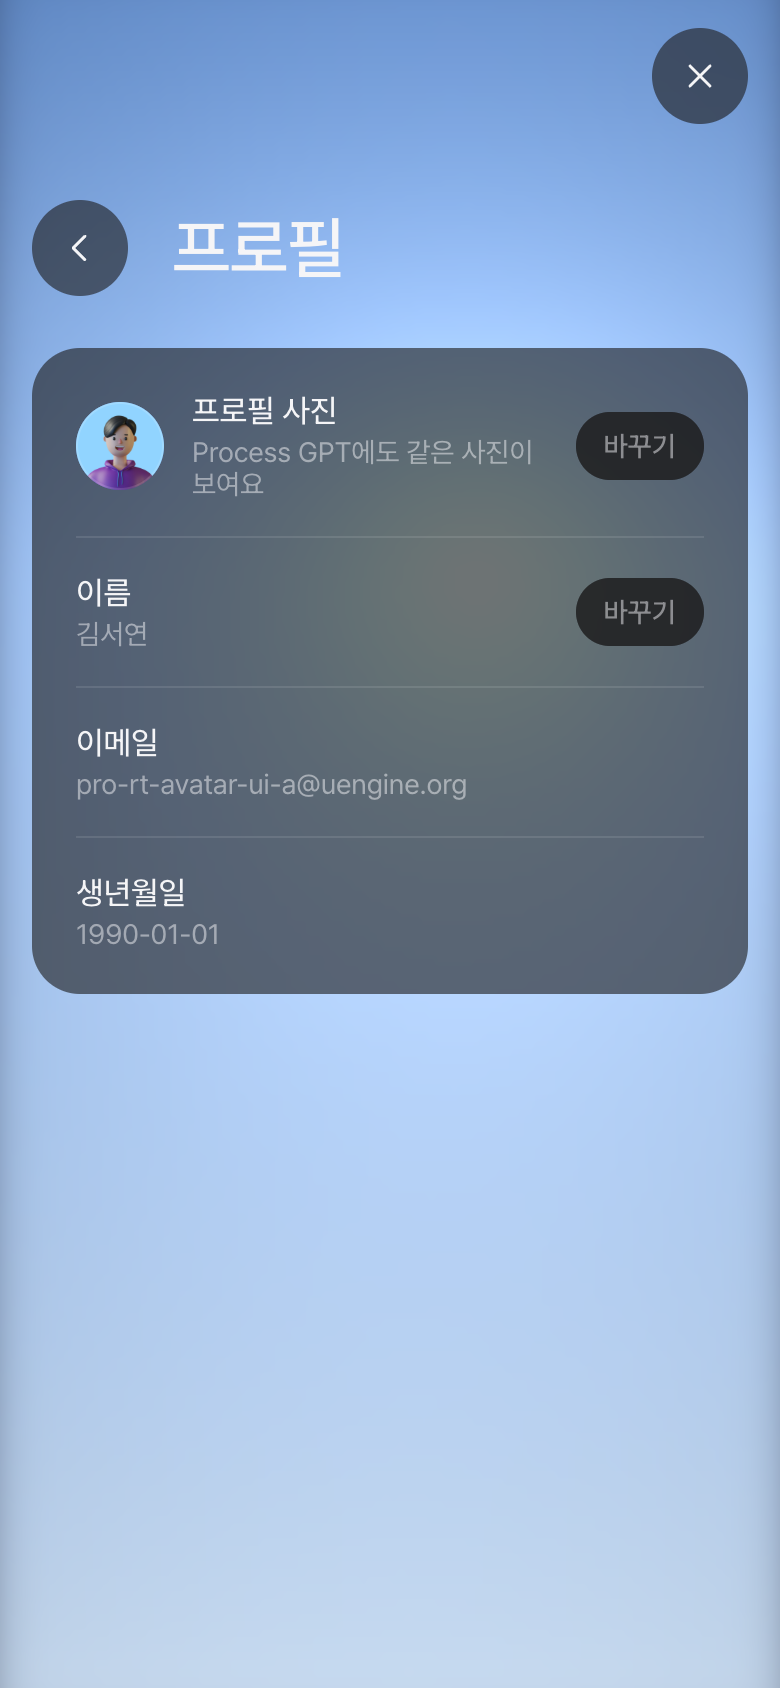 프로필
프로필 사진
Process GPT에도 같은 사진이
보여요
바꾸기
이름
김서연
바꾸기
이메일
pro-rt-avatar-ui-a@uengine.org
생년월일
1990-01-01